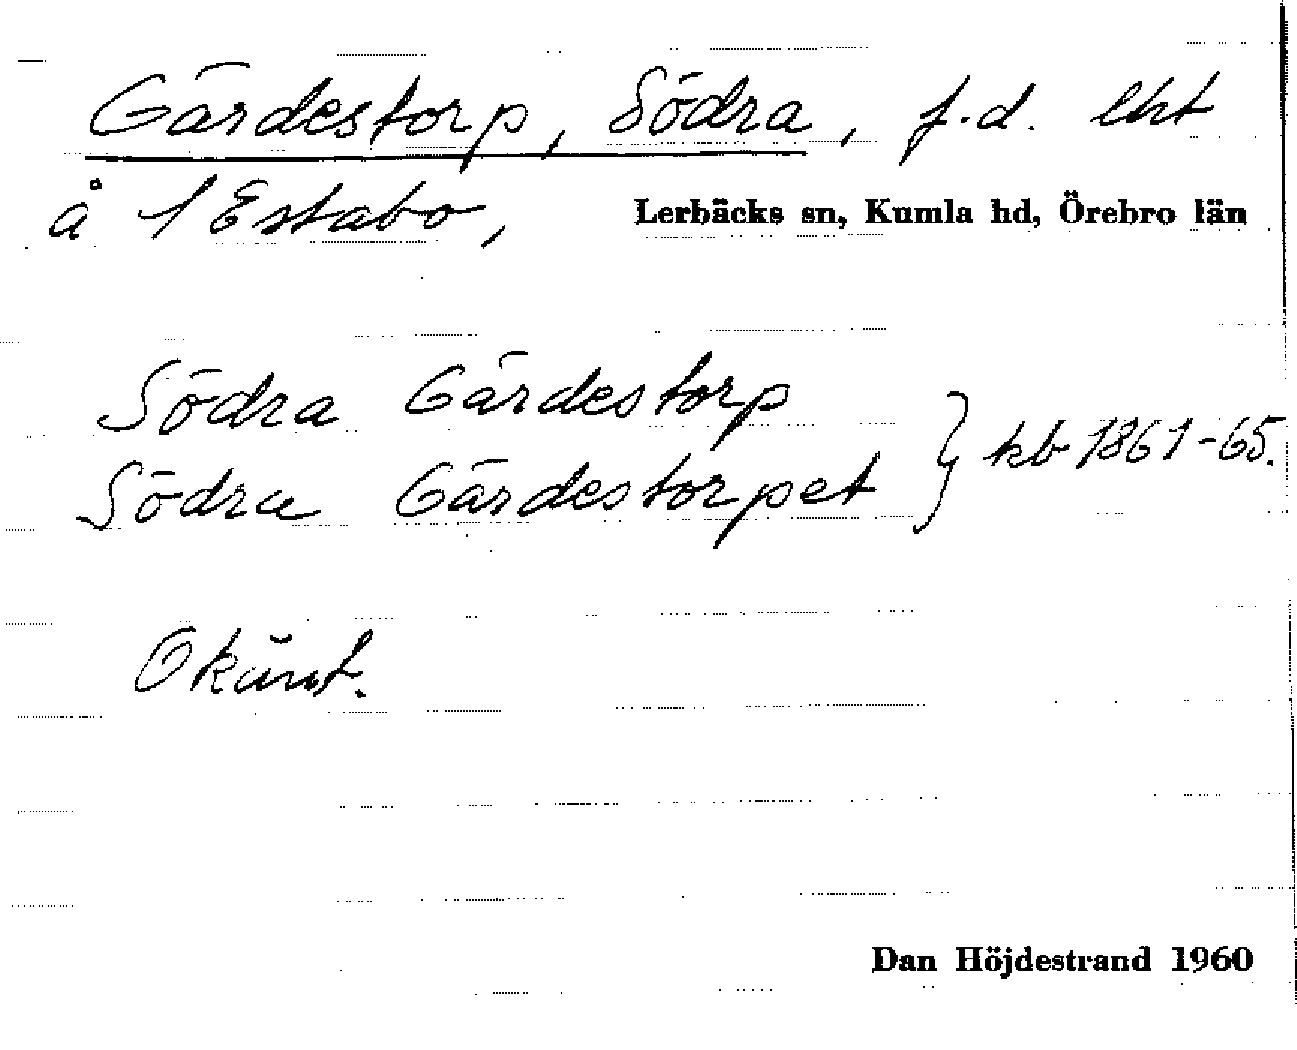 Gärdestorp, Södra, f.d. lht
å 1 Estabo, Lerbäcks sn, Kumla hd, Örebro län
Södra Gärdestorp
Södra Gärdestorpet } kb 1861-65.
Okänt.
Dan Höjdestrand 1960